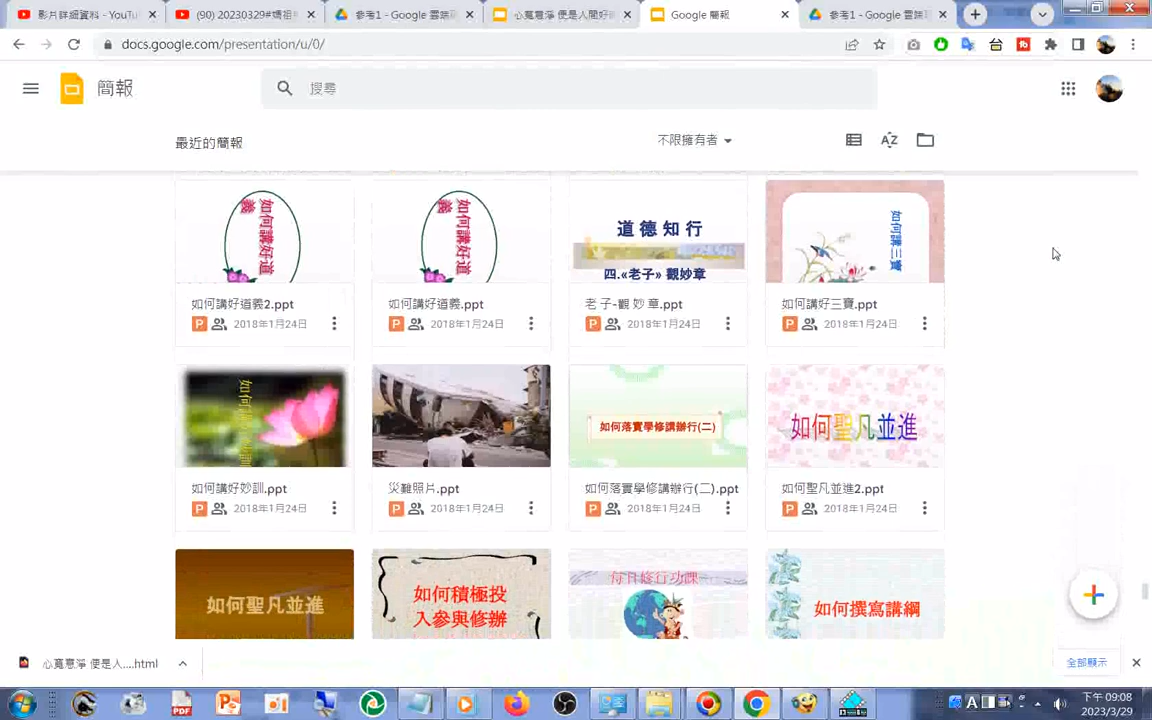 影片詳細資料 - YouTu
(90) 20230329#媽祖
參考1 - Google 雲端
心寬意淨 便是人間好
Google 簡報
參考1 - Google 雲端
docs.google.com/presentation/u/0/
簡報
搜尋
最近的簡報
不限擁有者
AZ
如何講好道義
如何講好道義
道德知行
四.«老子» 觀妙章
如何講三寶
如何講好道義2.ppt
如何講好道義.ppt
老 子-觀 妙 章.ppt
如何講好三寶.ppt
P 2018年1月24日
P 2018年1月24日
P 2018年1月24日
P 2018年1月24日
如何落實學修講辦行(二)
如何聖凡並進
如何講好妙訓.ppt
災難照片.ppt
如何落實學修講辦行(二).ppt
如何聖凡並進2.ppt
P 2018年1月24日
P 2018年1月24日
P 2018年1月24日
P 2018年1月24日
如何聖凡並進
如何積極投
入參與修辦
每日修行功課
如何撰寫講綱
心寬意淨 便是人....html
全部顯示
PDF
A
下午 09:08
2023/3/29